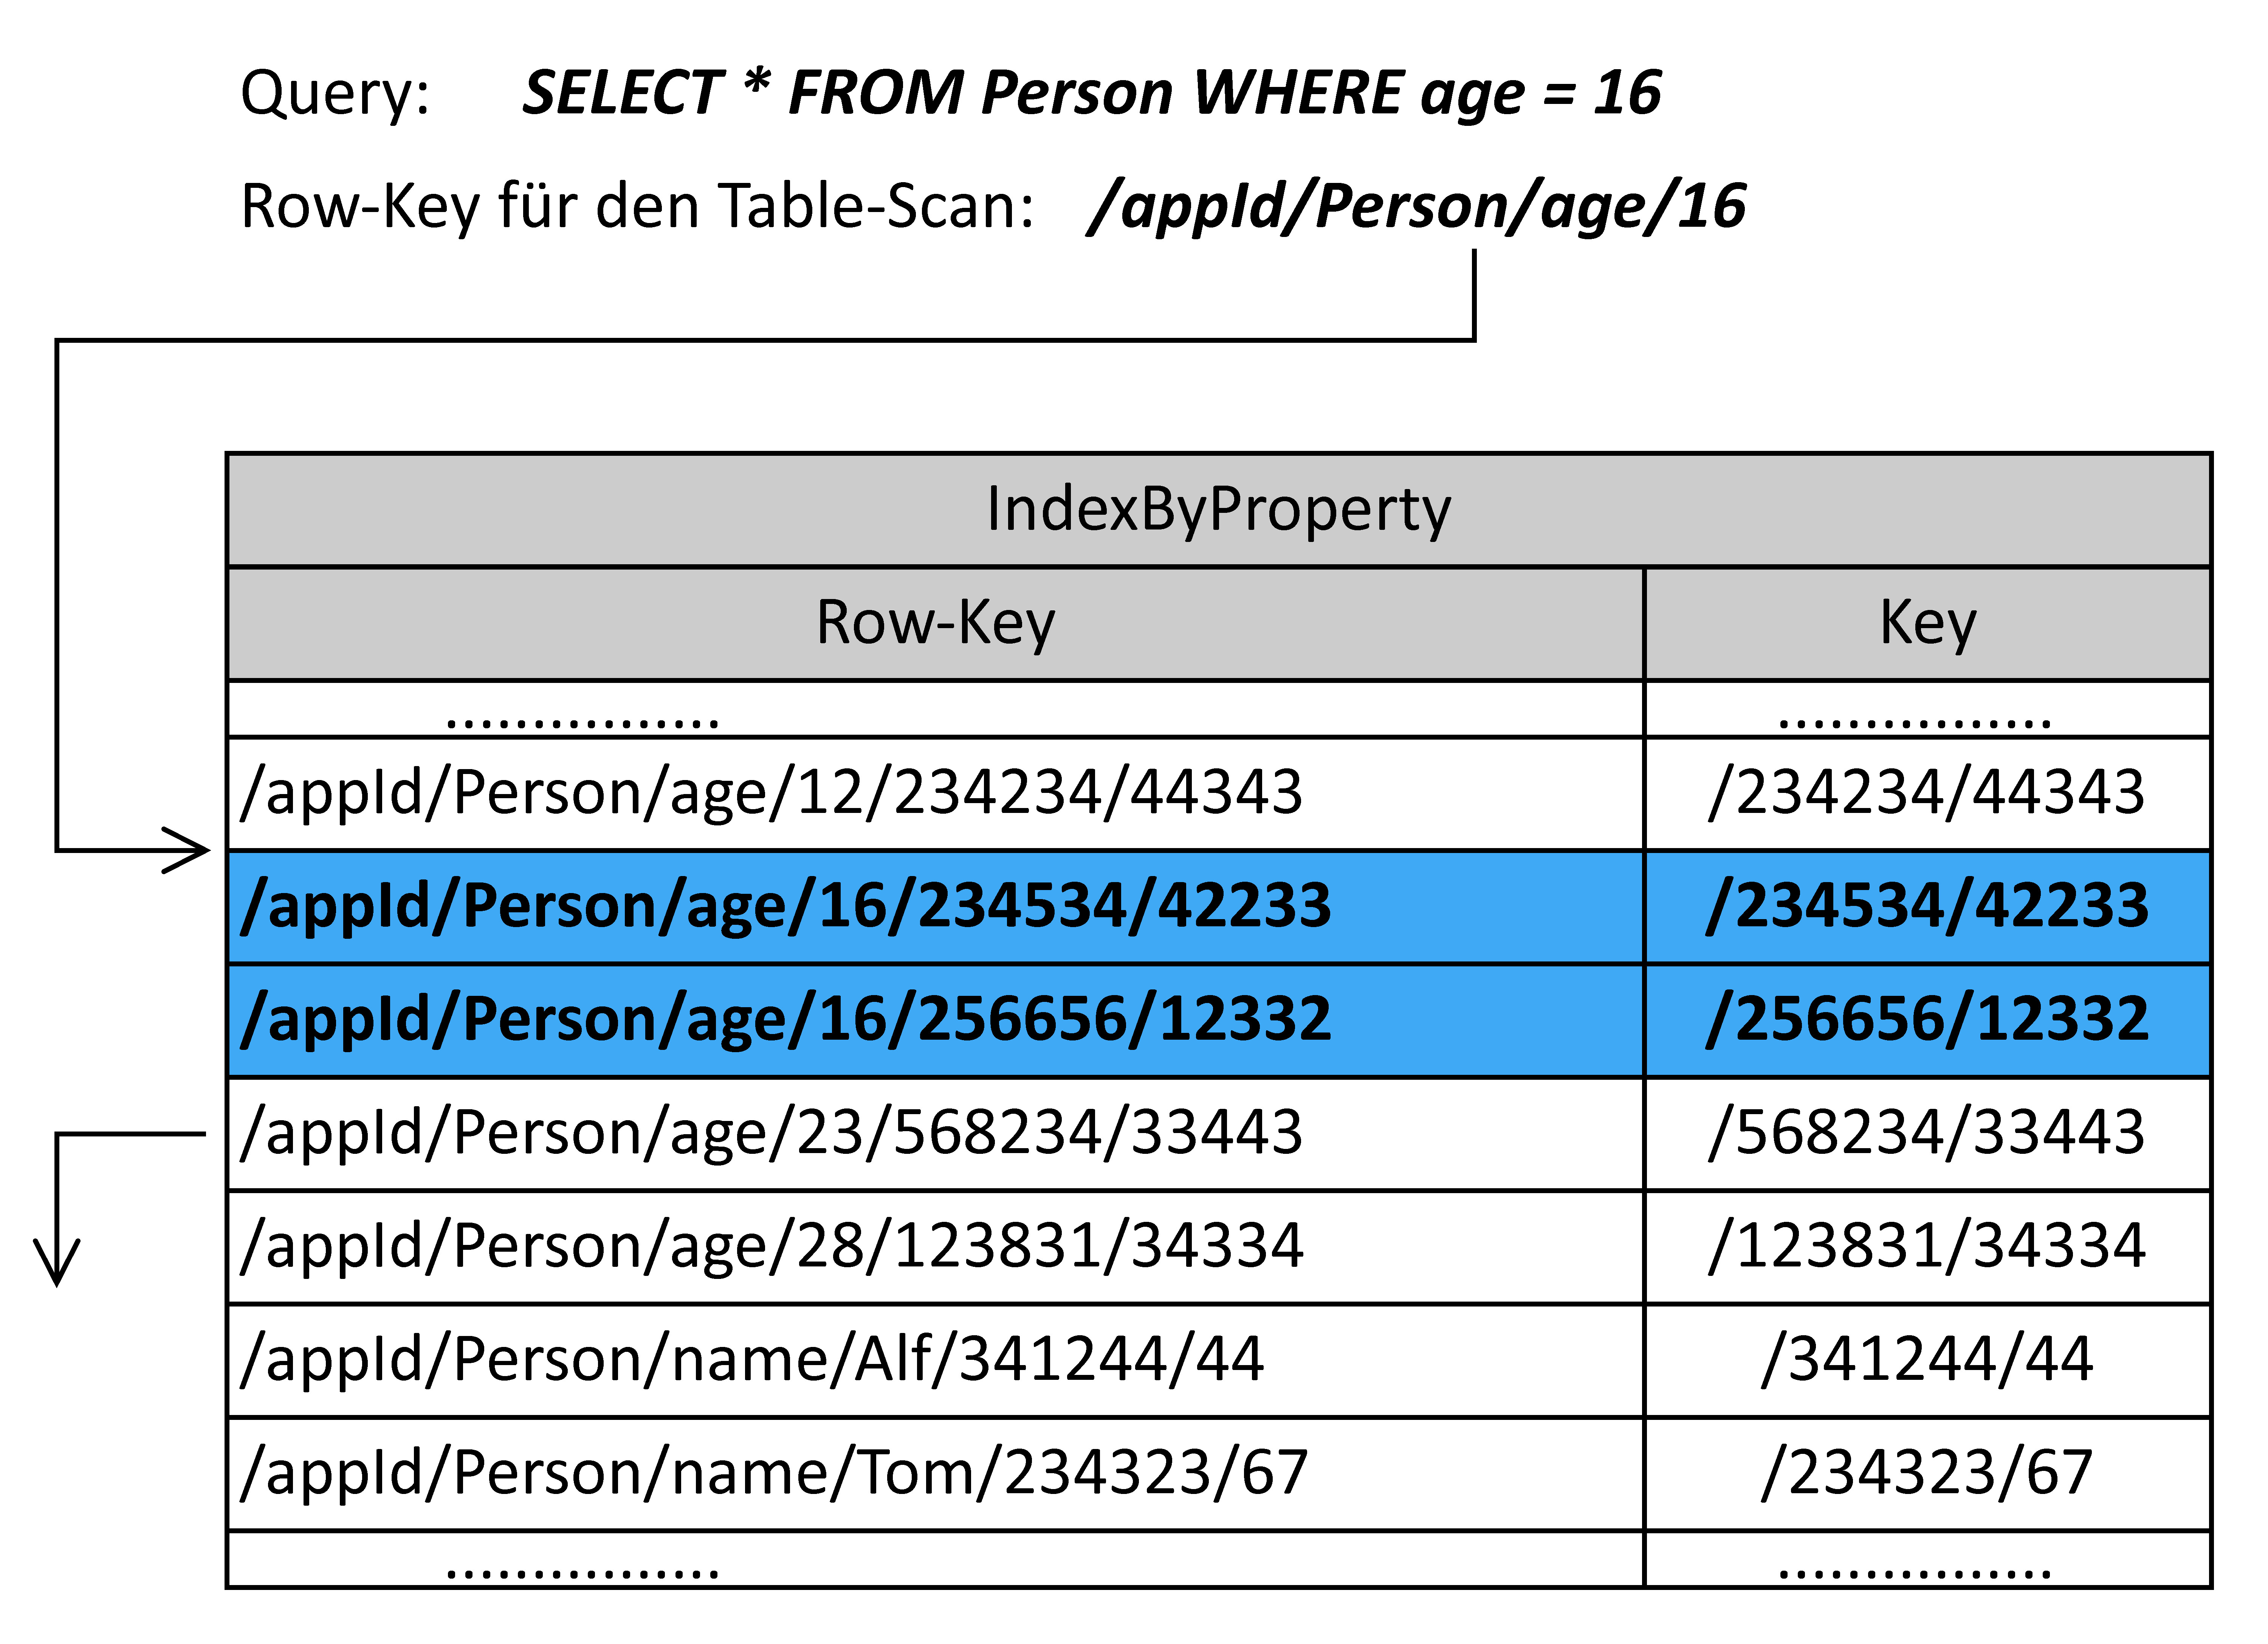 Query: SELECT * FROM Person WHERE age = 16
Row-Key für den Table-Scan: /appId/Person/age/16
IndexByProperty
Row-Key Key
................ ................
/appId/Person/age/12/234234/44343 /234234/44343
/appId/Person/age/16/234534/42233 /234534/42233
/appId/Person/age/16/256656/12332 /256656/12332
/appId/Person/age/23/568234/33443 /568234/33443
/appId/Person/age/28/123831/34334 /123831/34334
/appId/Person/name/Alf/341244/44 /341244/44
/appId/Person/name/Tom/234323/67 /234323/67
................ ................